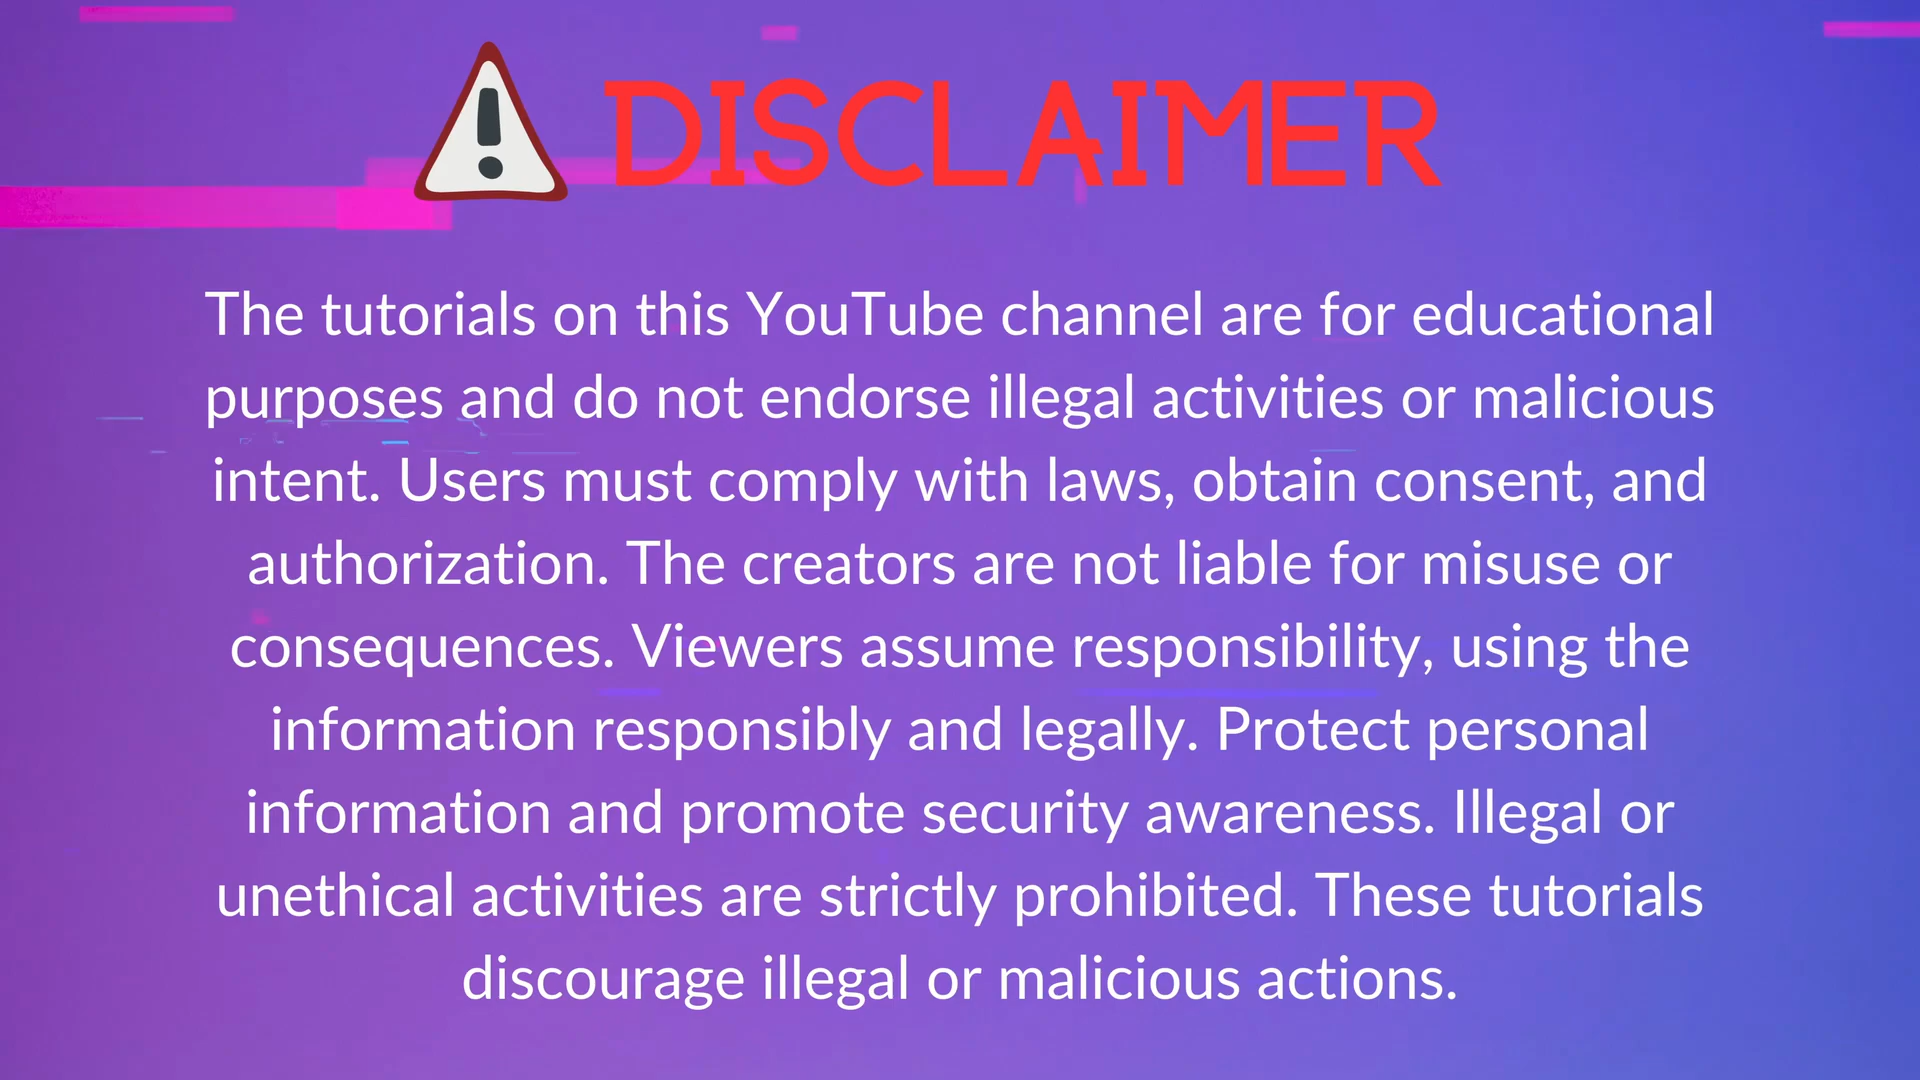 DISCLAIMER
The tutorials on this YouTube channel are for educational
purposes and do not endorse illegal activities or malicious
intent. Users must comply with laws, obtain consent, and
authorization. The creators are not liable for misuse or
consequences. Viewers assume responsibility, using the
information responsibly and legally. Protect personal
information and promote security awareness. Illegal or
unethical activities are strictly prohibited. These tutorials
discourage illegal or malicious actions.